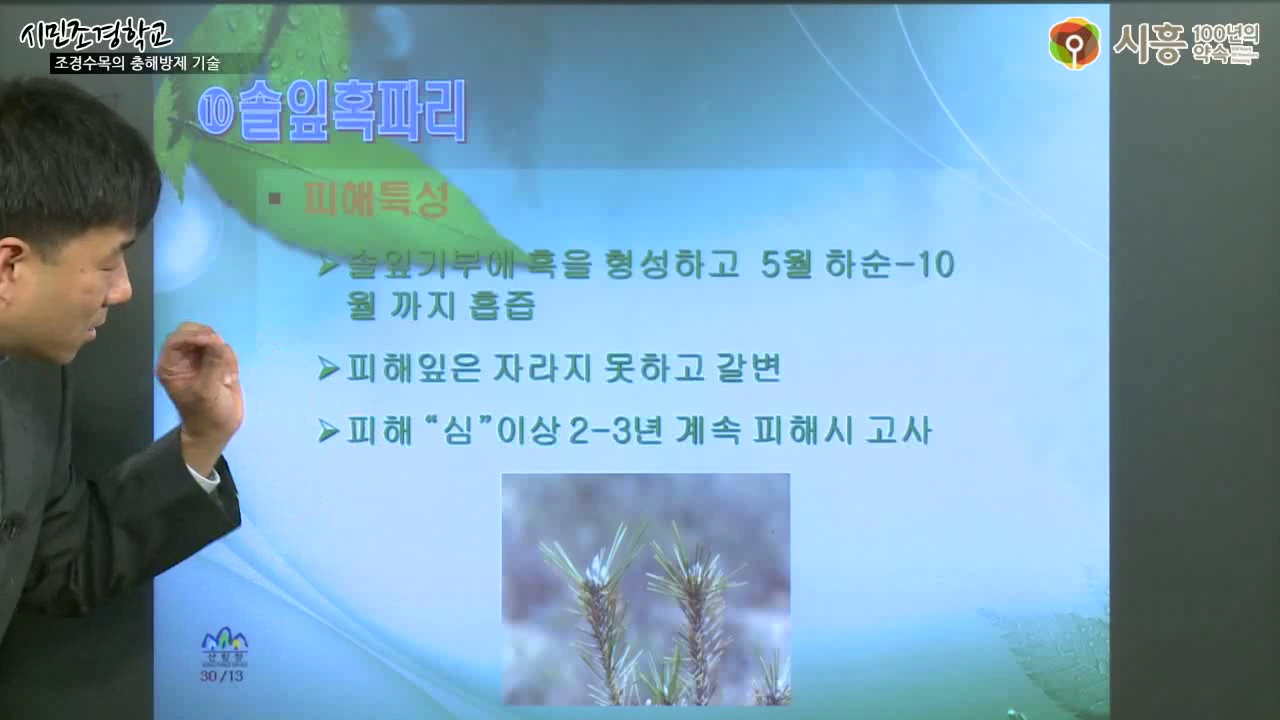 시민조경학교
조경수목의 충해방제 기술
시흥 100년의
약속
⑩솔잎혹파리
▪ 피해특성
➢솔잎기부에 혹을 형성하고 5월 하순-10
월 까지 흡즙
➢피해잎은 자라지 못하고 갈변
➢피해 “심”이상 2-3년 계속 피해시 고사
산림청
30/13